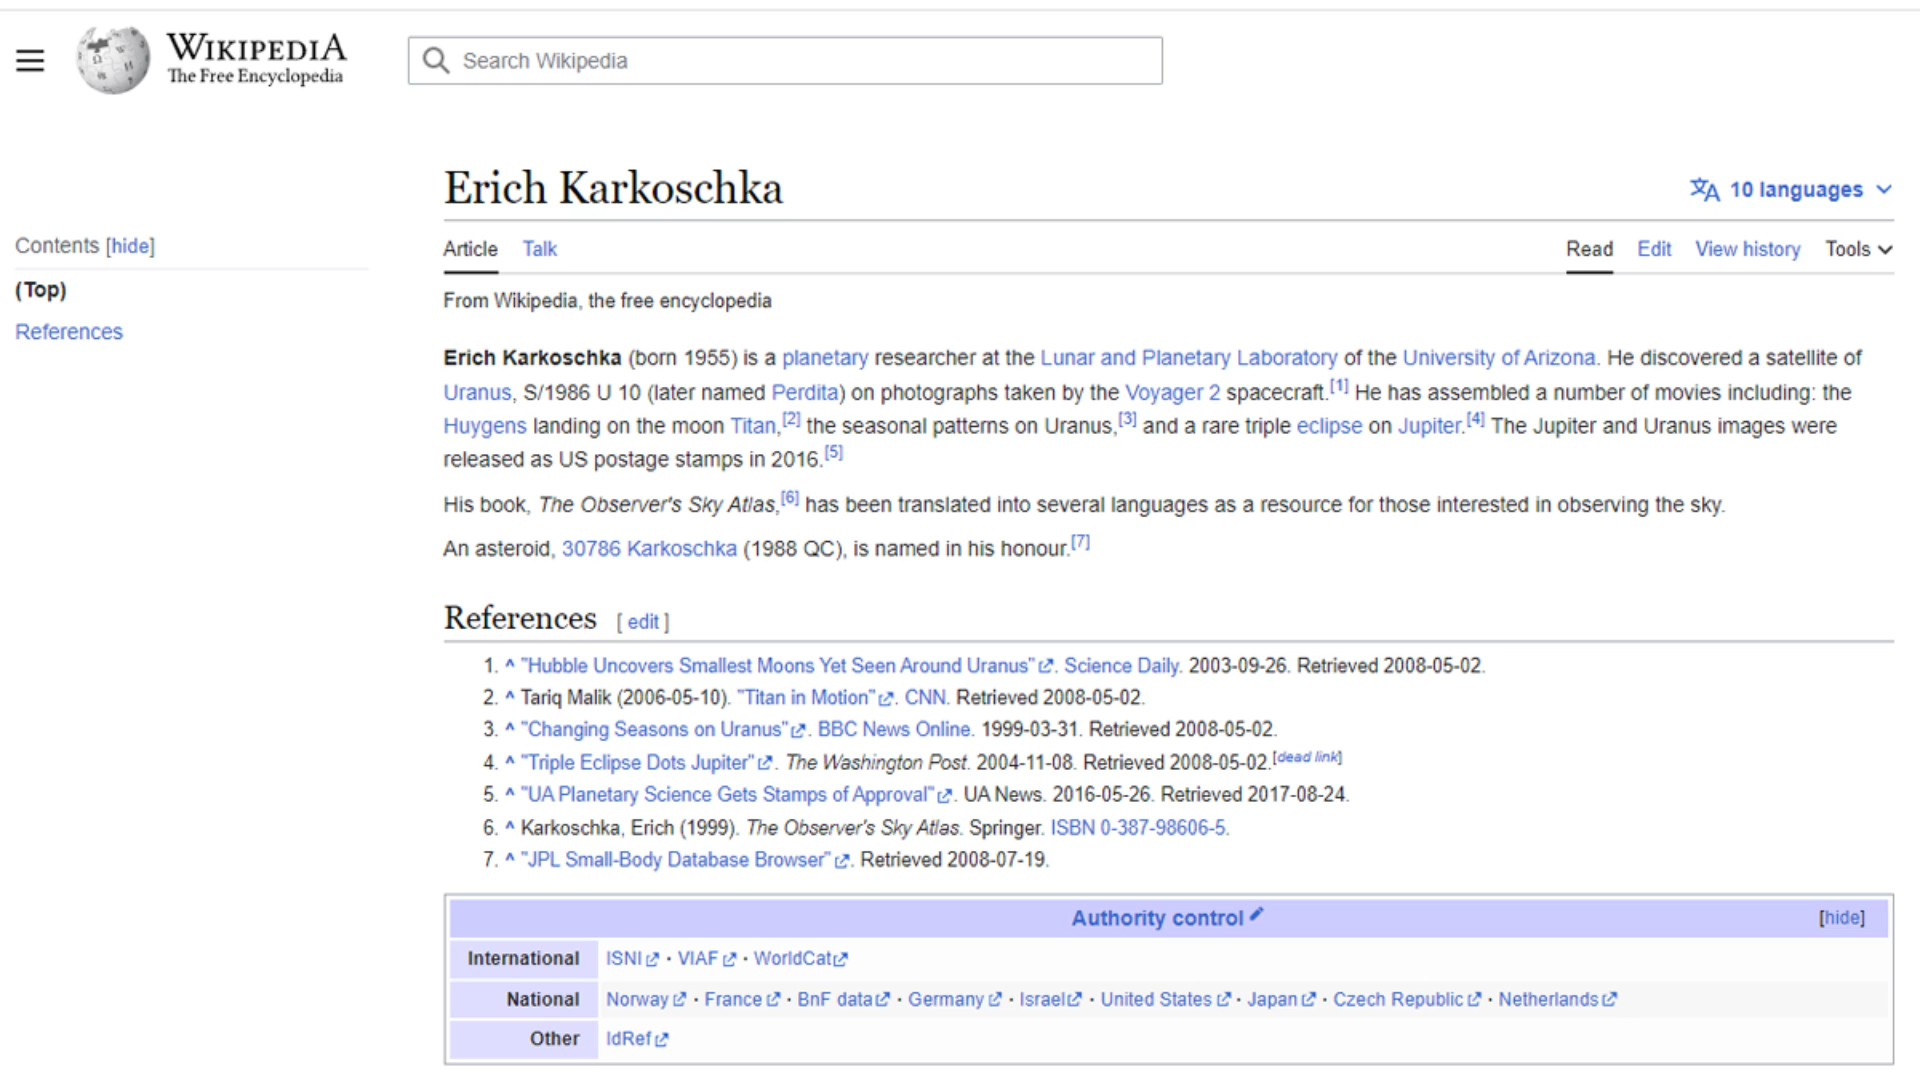 WIKIPEDIA
The Free Encyclopedia
Search Wikipedia
Erich Karkoschka
10 languages
Contents [hide]
(Top)
References
Article Talk
Read Edit View history Tools
From Wikipedia, the free encyclopedia
Erich Karkoschka (born 1955) is a planetary researcher at the Lunar and Planetary Laboratory of the University of Arizona. He discovered a satellite of
Uranus, S/1986 U 10 (later named Perdita) on photographs taken by the Voyager 2 spacecraft.[1] He has assembled a number of movies including: the
Huygens landing on the moon Titan,[2] the seasonal patterns on Uranus,[3] and a rare triple eclipse on Jupiter.[4] The Jupiter and Uranus images were
released as US postage stamps in 2016.[5]
His book, The Observer's Sky Atlas,[6] has been translated into several languages as a resource for those interested in observing the sky.
An asteroid, 30786 Karkoschka (1988 QC), is named in his honour.[7]
References [ edit ]
1. ^ "Hubble Uncovers Smallest Moons Yet Seen Around Uranus". Science Daily. 2003-09-26. Retrieved 2008-05-02.
2. ^ Tariq Malik (2006-05-10). "Titan in Motion". CNN. Retrieved 2008-05-02.
3. ^ "Changing Seasons on Uranus". BBC News Online. 1999-03-31. Retrieved 2008-05-02.
4. ^ "Triple Eclipse Dots Jupiter". The Washington Post. 2004-11-08. Retrieved 2008-05-02.[dead link]
5. ^ "UA Planetary Science Gets Stamps of Approval". UA News. 2016-05-26. Retrieved 2017-08-24.
6. ^ Karkoschka, Erich (1999). The Observer's Sky Atlas. Springer. ISBN 0-387-98606-5.
7. ^ "JPL Small-Body Database Browser". Retrieved 2008-07-19.
Authority control [hide]
International ISNI · VIAF · WorldCat
National Norway · France · BnF data · Germany · Israel · United States · Japan · Czech Republic · Netherlands
Other IdRef